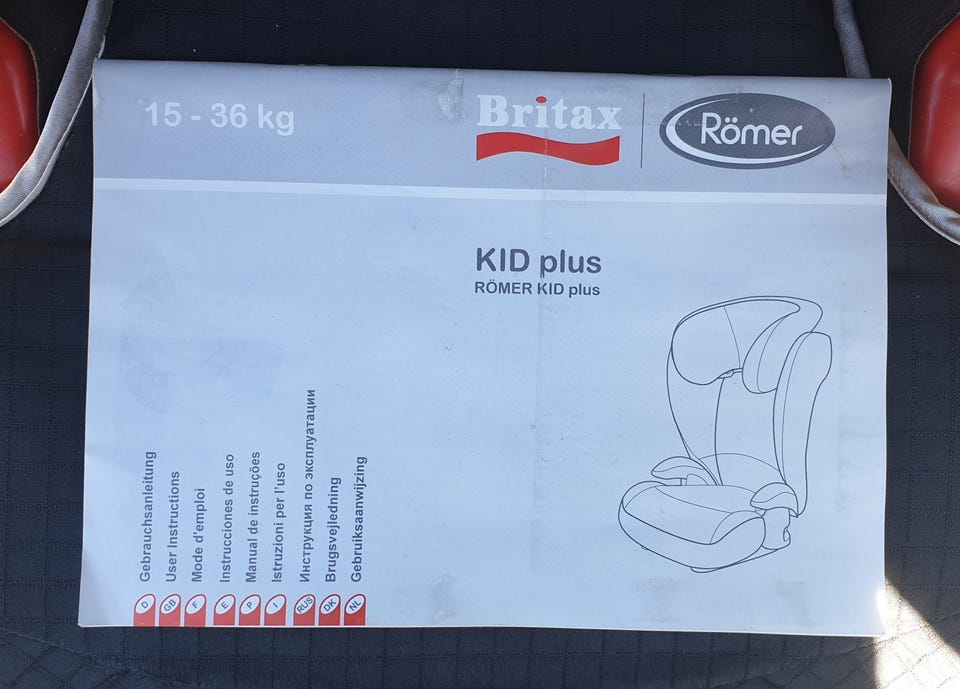 15 - 36 kg
Britax
Römer
KID plus
RÖMER KID plus
D Gebrauchsanleitung
GB User Instructions
F Mode d'emploi
E Instrucciones de uso
P Manual de instruções
I Istruzioni per l'uso
RUS Инструкция по эксплуатации
DK Brugsvejledning
NL Gebruiksaanwijzing